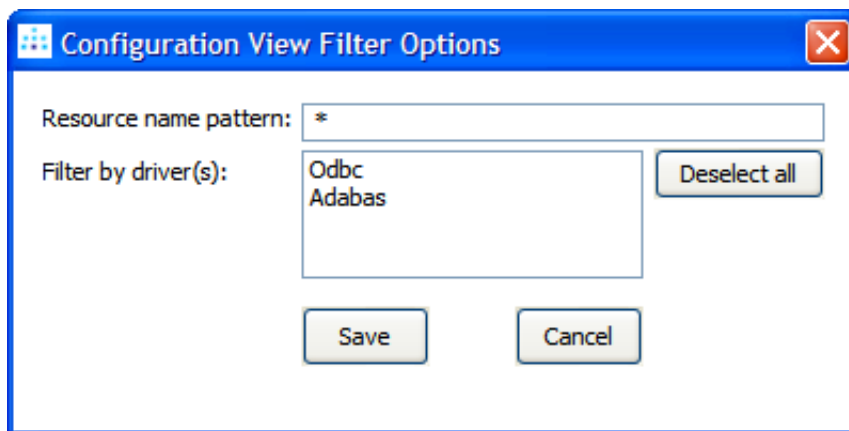 Configuration View Filter Options
Resource name pattern: *
Filter by driver(s): Odbc Deselect all
Adabas
Save Cancel